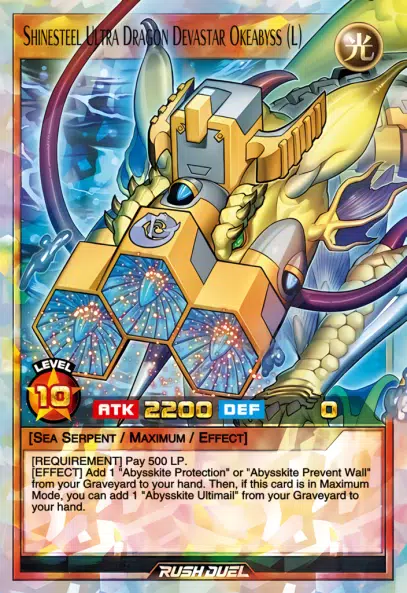 Shinesteel Ultra Dragon Devastar Okeabyss (L)
光
LEVEL
10
ATK 2200 DEF 0
[Sea Serpent / Maximum / Effect]
[REQUIREMENT] Pay 500 LP.
[EFFECT] Add 1 "Abysskite Protection" or "Abysskite Prevent Wall"
from your Graveyard to your hand. Then, if this card is in Maximum
Mode, you can add 1 "Abysskite Ultimail" from your Graveyard to
your hand.
RUSH DUEL